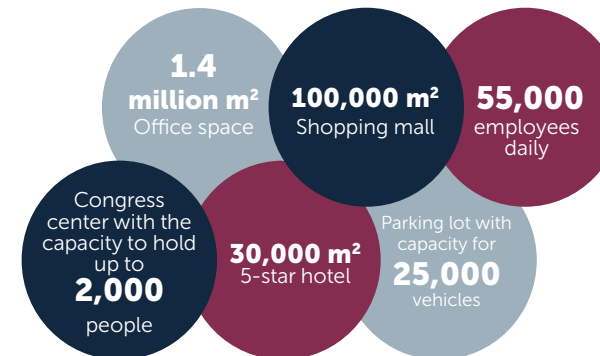 1.4
million m²
Office space
100,000 m²
Shopping mall
55,000
employees
daily
Congress
center with the
capacity to hold
up to
2,000
people
30,000 m²
5-star hotel
Parking lot with
capacity for
25,000
vehicles